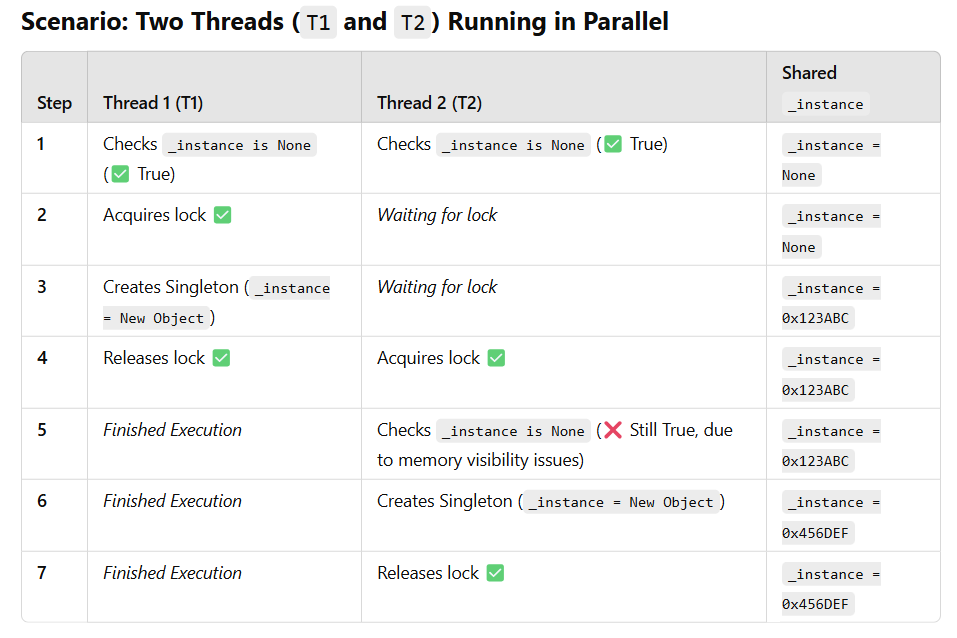 Scenario: Two Threads (T1 and T2) Running in Parallel
Step Thread 1 (T1) Thread 2 (T2) Shared _instance
1 Checks _instance is None (✅ True) Checks _instance is None (✅ True) _instance = None
2 Acquires lock ✅ Waiting for lock _instance = None
3 Creates Singleton (_instance = New Object) Waiting for lock _instance = 0x123ABC
4 Releases lock ✅ Acquires lock ✅ _instance = 0x123ABC
5 Finished Execution Checks _instance is None (❌ Still True, due to memory visibility issues) _instance = 0x123ABC
6 Finished Execution Creates Singleton (_instance = New Object) _instance = 0x456DEF
7 Finished Execution Releases lock ✅ _instance = 0x456DEF